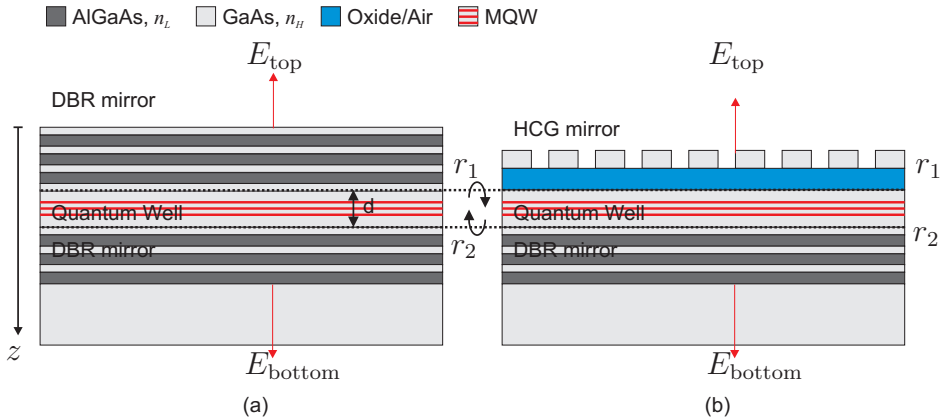 AlGaAs, n_L GaAs, n_H Oxide/Air MQW
E_top
DBR mirror
r_1
d
Quantum Well
DBR mirror
r_2
z
E_bottom
(a)
E_top
HCG mirror
r_1
Quantum Well
r_2
DBR mirror
E_bottom
(b)